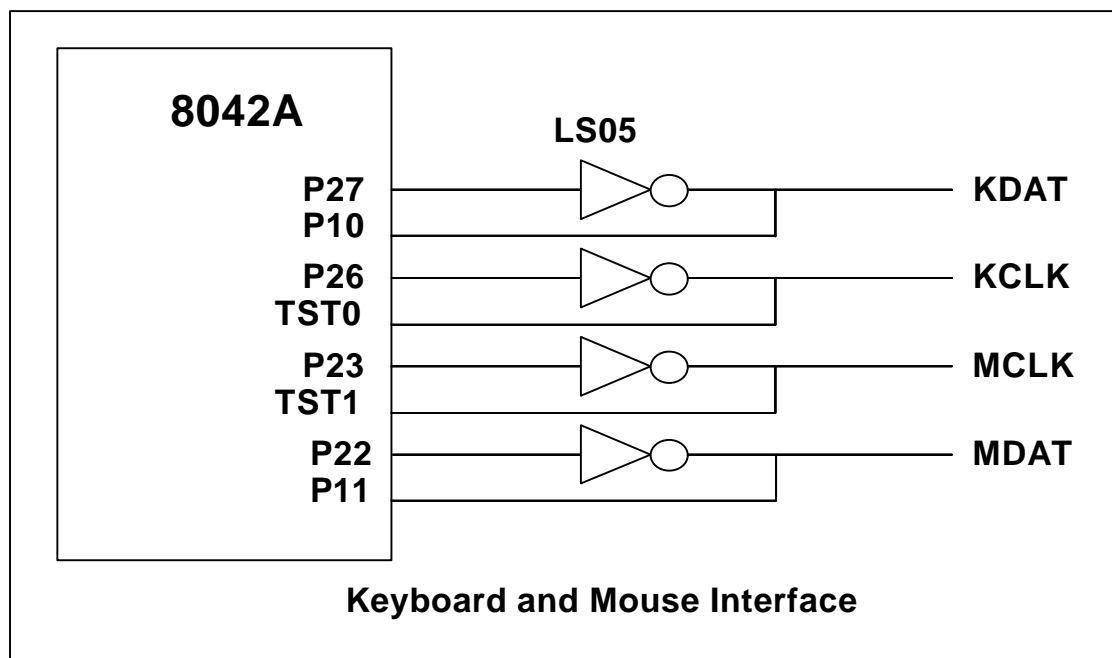 8042A
LS05
P27
KDAT
P10
P26
KCLK
TST0
P23
MCLK
TST1
P22
MDAT
P11
Keyboard and Mouse Interface